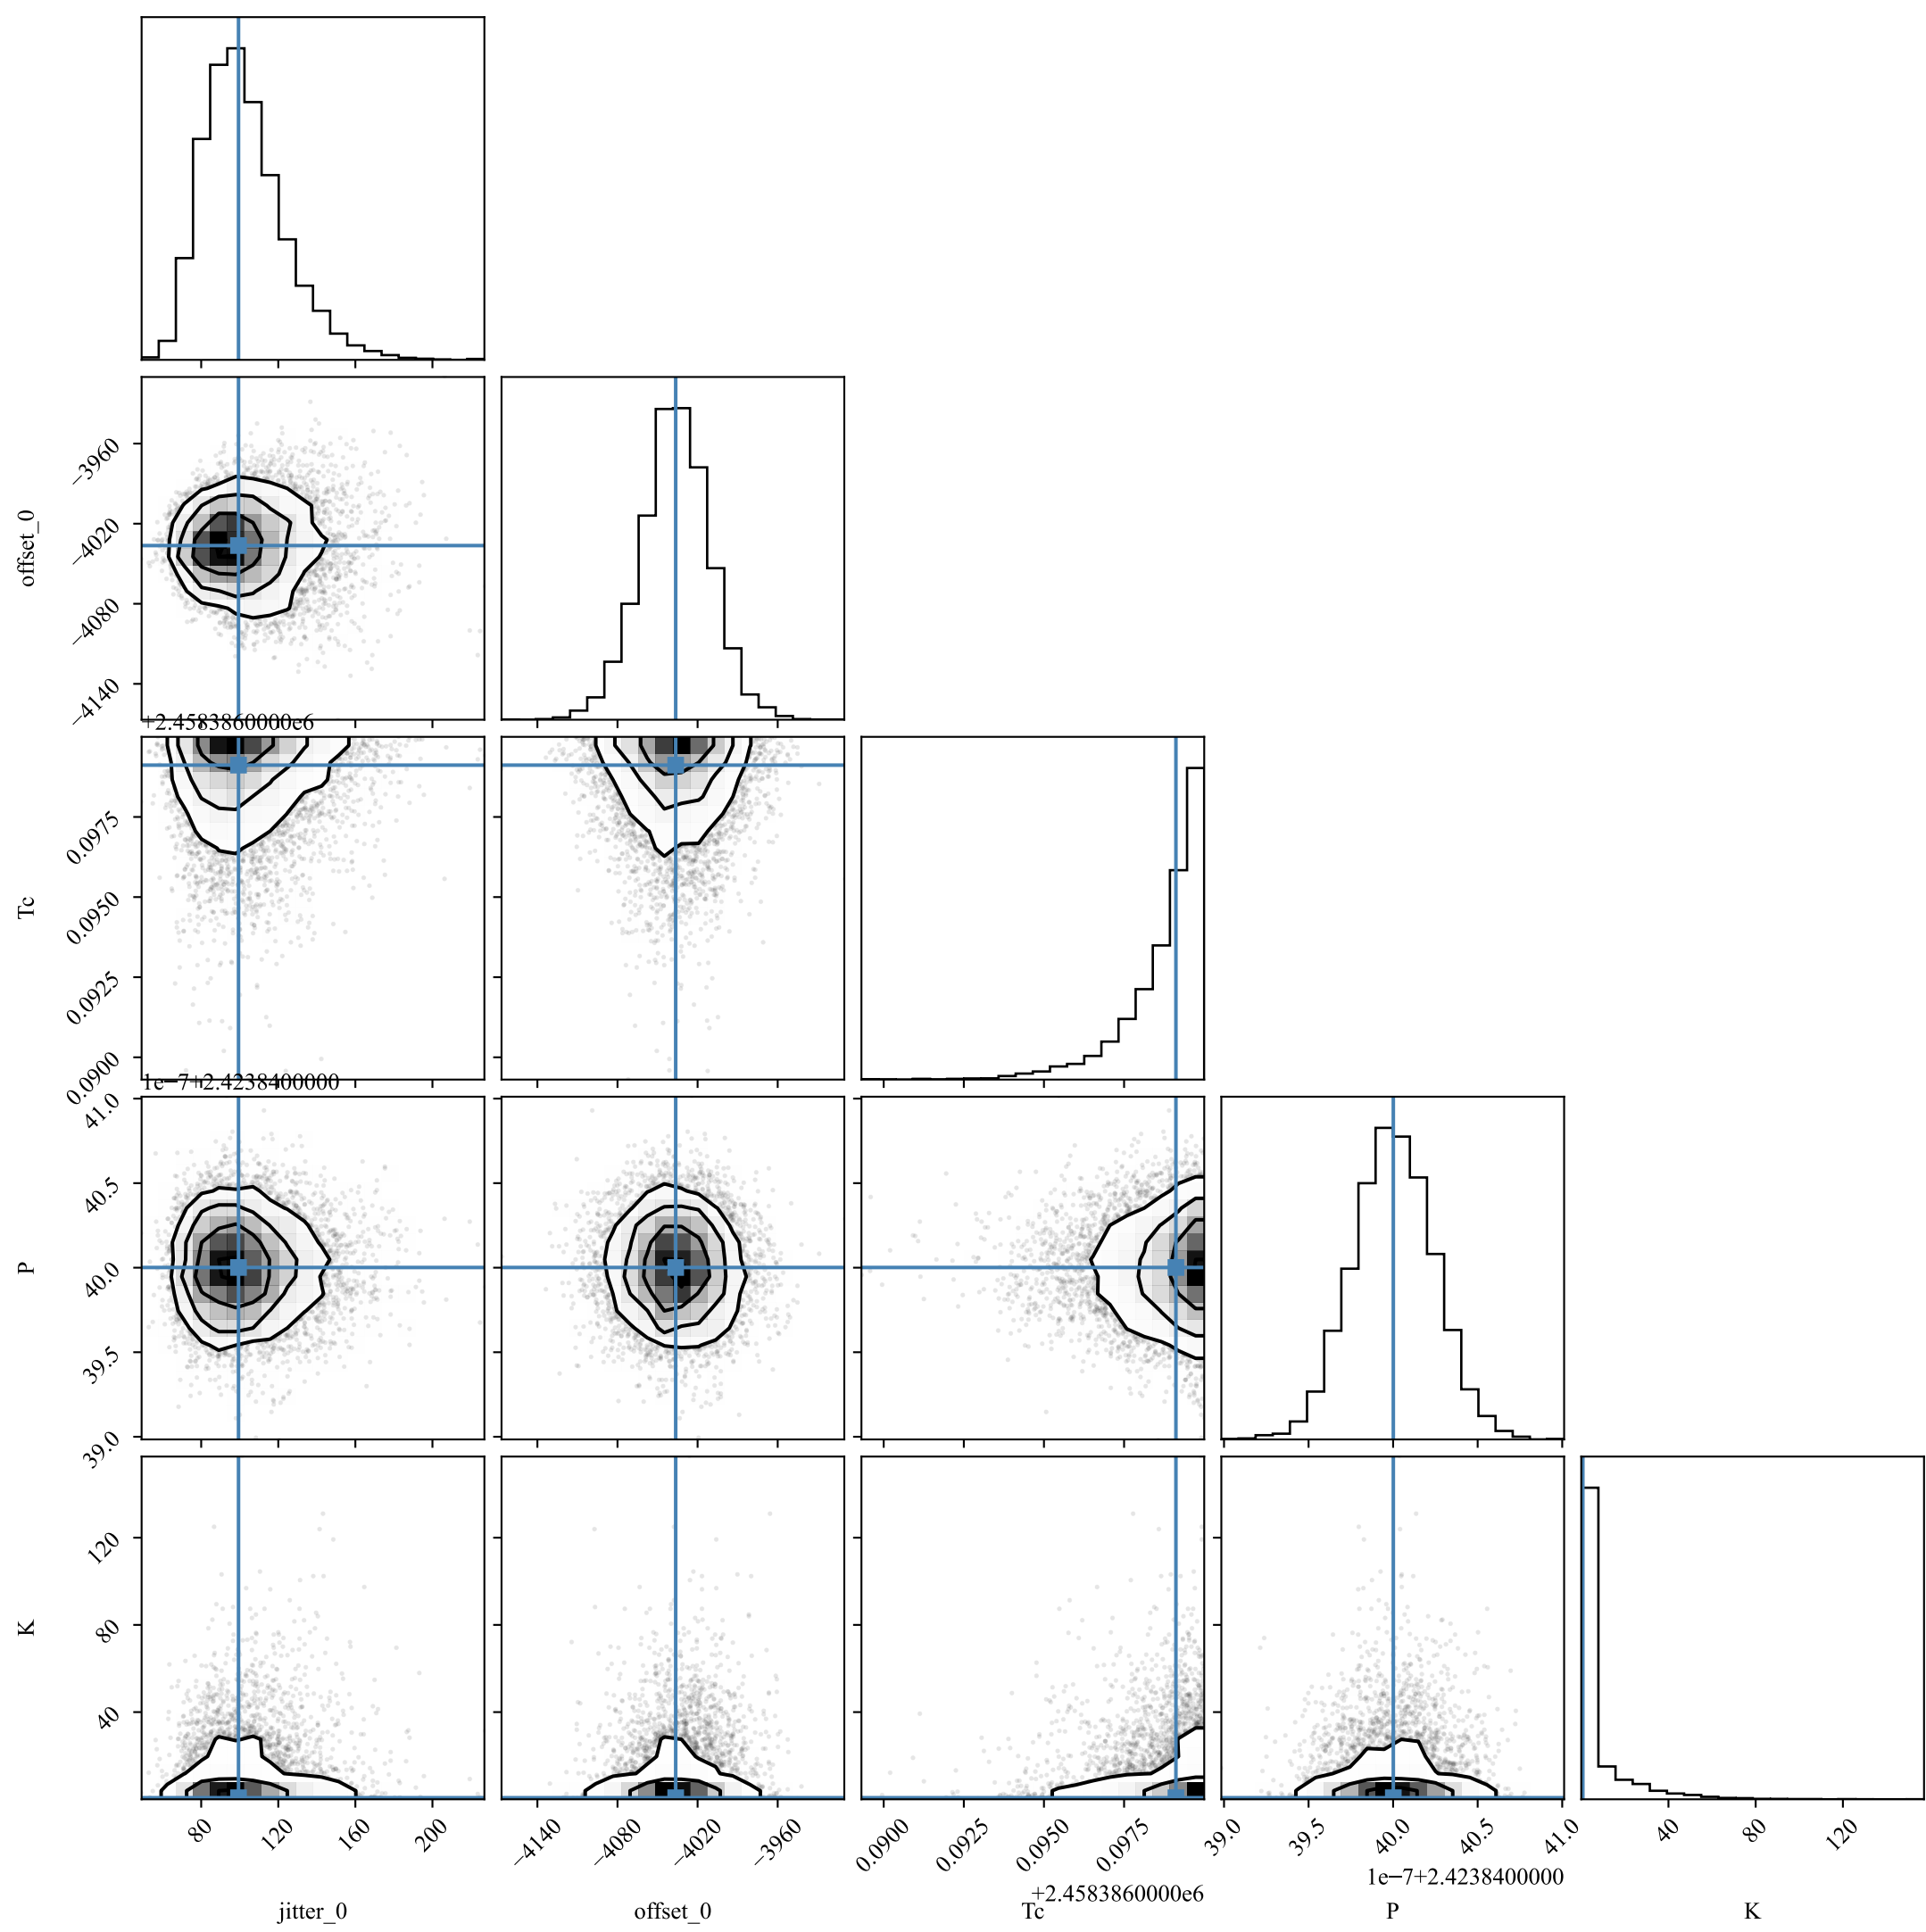 offset_0
−3960
−4020
−4080
−4140
+2.4583860000e6
Tc
0.0975
0.0950
0.0925
0.0900
1e−7+2.4238400000
P
41.0
40.5
40.0
39.5
39.0
K
120
80
40
80 120 160 200 −4140 −4080 −4020 −3960 0.0900 0.0925 0.0950 0.0975 39.0 39.5 40.0 40.5 41.0 40 80 120
1e−7+2.4238400000
+2.4583860000e6
jitter_0 offset_0 Tc P K